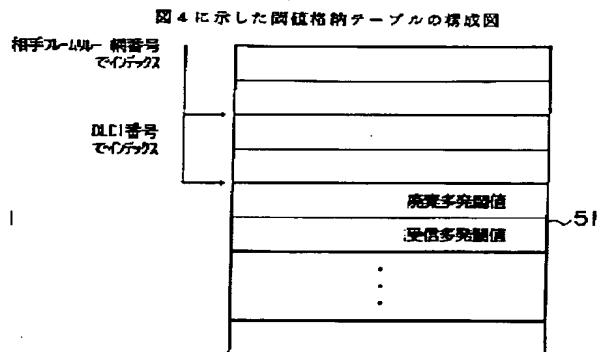 図4に示した閾値格納テーブルの構成図
相手フレームリレー網番号
でインデックス
DLCI番号
でインデックス
廃棄多発閾値
受信多発閾値
51